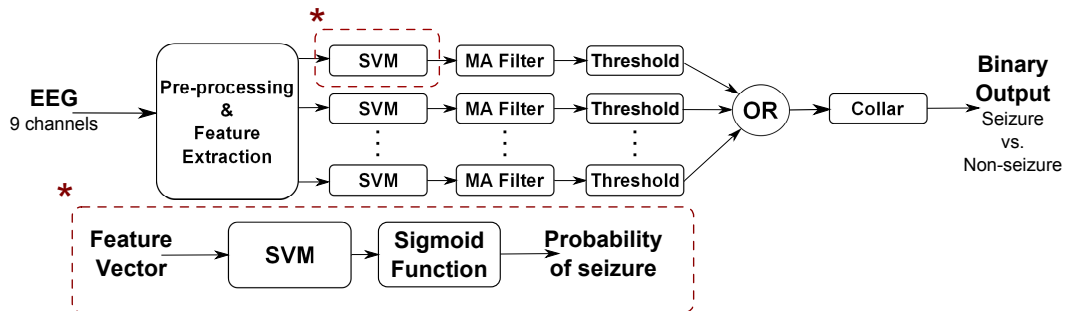 *
SVM
MA Filter
Threshold
EEG
9 channels
Pre-processing
&
Feature
Extraction
SVM
MA Filter
Threshold
OR
Collar
Binary
Output
Seizure
vs.
Non-seizure
SVM
MA Filter
Threshold
*
Feature
Vector
SVM
Sigmoid
Function
Probability
of seizure